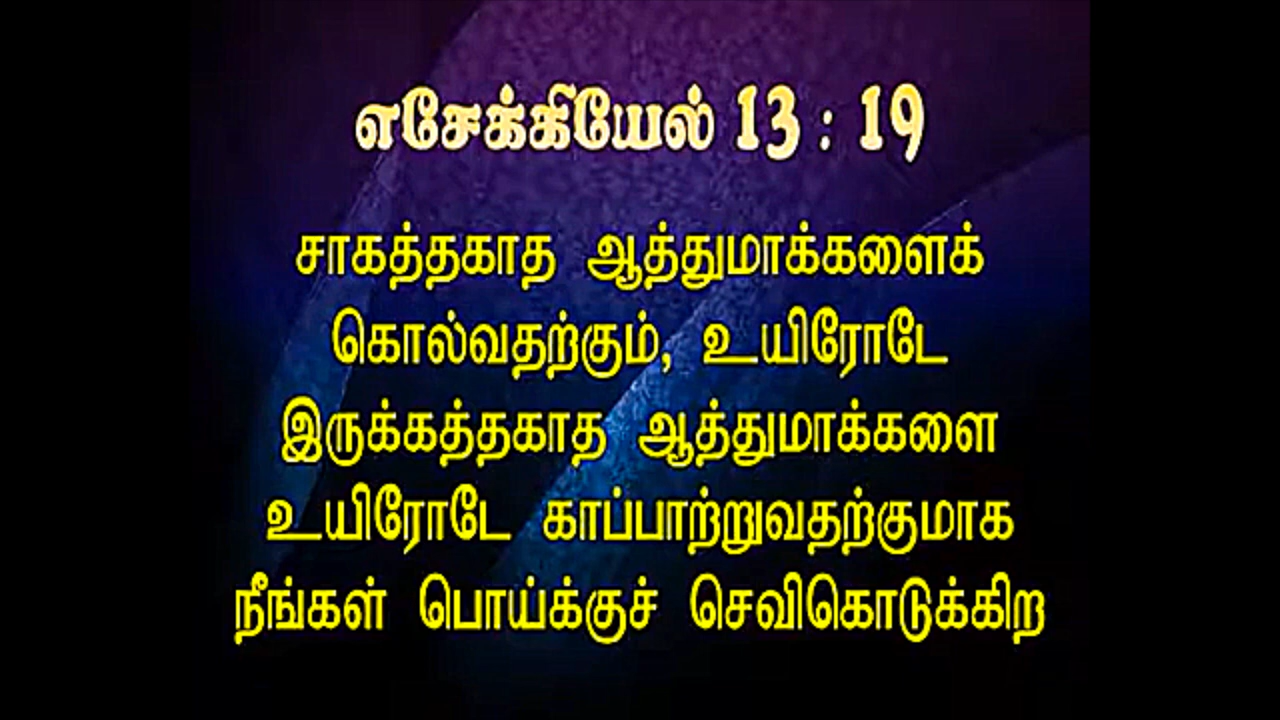 எசேக்கியேல் 13 : 19
சாகத்தகாத ஆத்துமாக்களைக்
கொல்வதற்கும், உயிரோடே
இருக்கத்தகாத ஆத்துமாக்களை
உயிரோடே காப்பாற்றுவதற்குமாக
நீங்கள் பொய்க்குச் செவிகொடுக்கிற